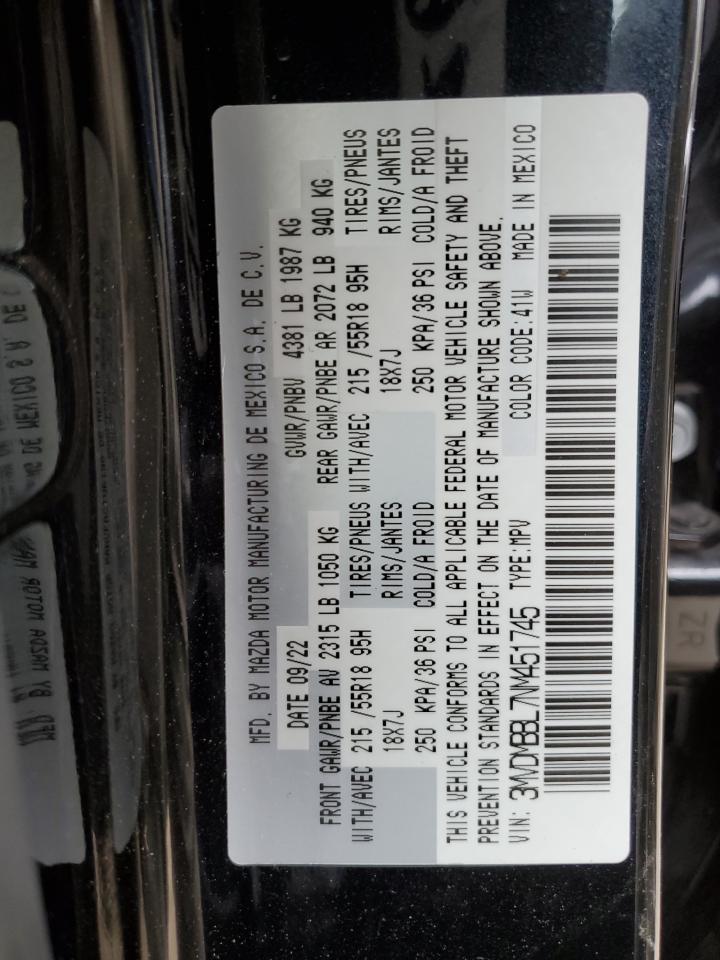 MFD. BY MAZDA MOTOR MANUFACTURING DE MEXICO S.A. DE C.V.
DATE 09/22 GVWR/PNBV 4381 LB 1987 KG
FRONT GAWR/PNBE AV 2315 LB 1050 KG REAR GAWR/PNBE AR 2072 LB 940 KG
WITH/AVEC 215 /55R18 95H TIRES/PNEUS WITH/AVEC 215 /55R18 95H TIRES/PNEUS
18X7J RIMS/JANTES 18X7J RIMS/JANTES
250 KPA/36 PSI COLD/A FROID 250 KPA/36 PSI COLD/A FROID
THIS VEHICLE CONFORMS TO ALL APPLICABLE FEDERAL MOTOR VEHICLE SAFETY AND THEFT
PREVENTION STANDARDS IN EFFECT ON THE DATE OF MANUFACTURE SHOWN ABOVE.
VIN: 3MVDMBBL7NM451745 TYPE:MPV COLOR CODE:41W MADE IN MEXICO
ZR